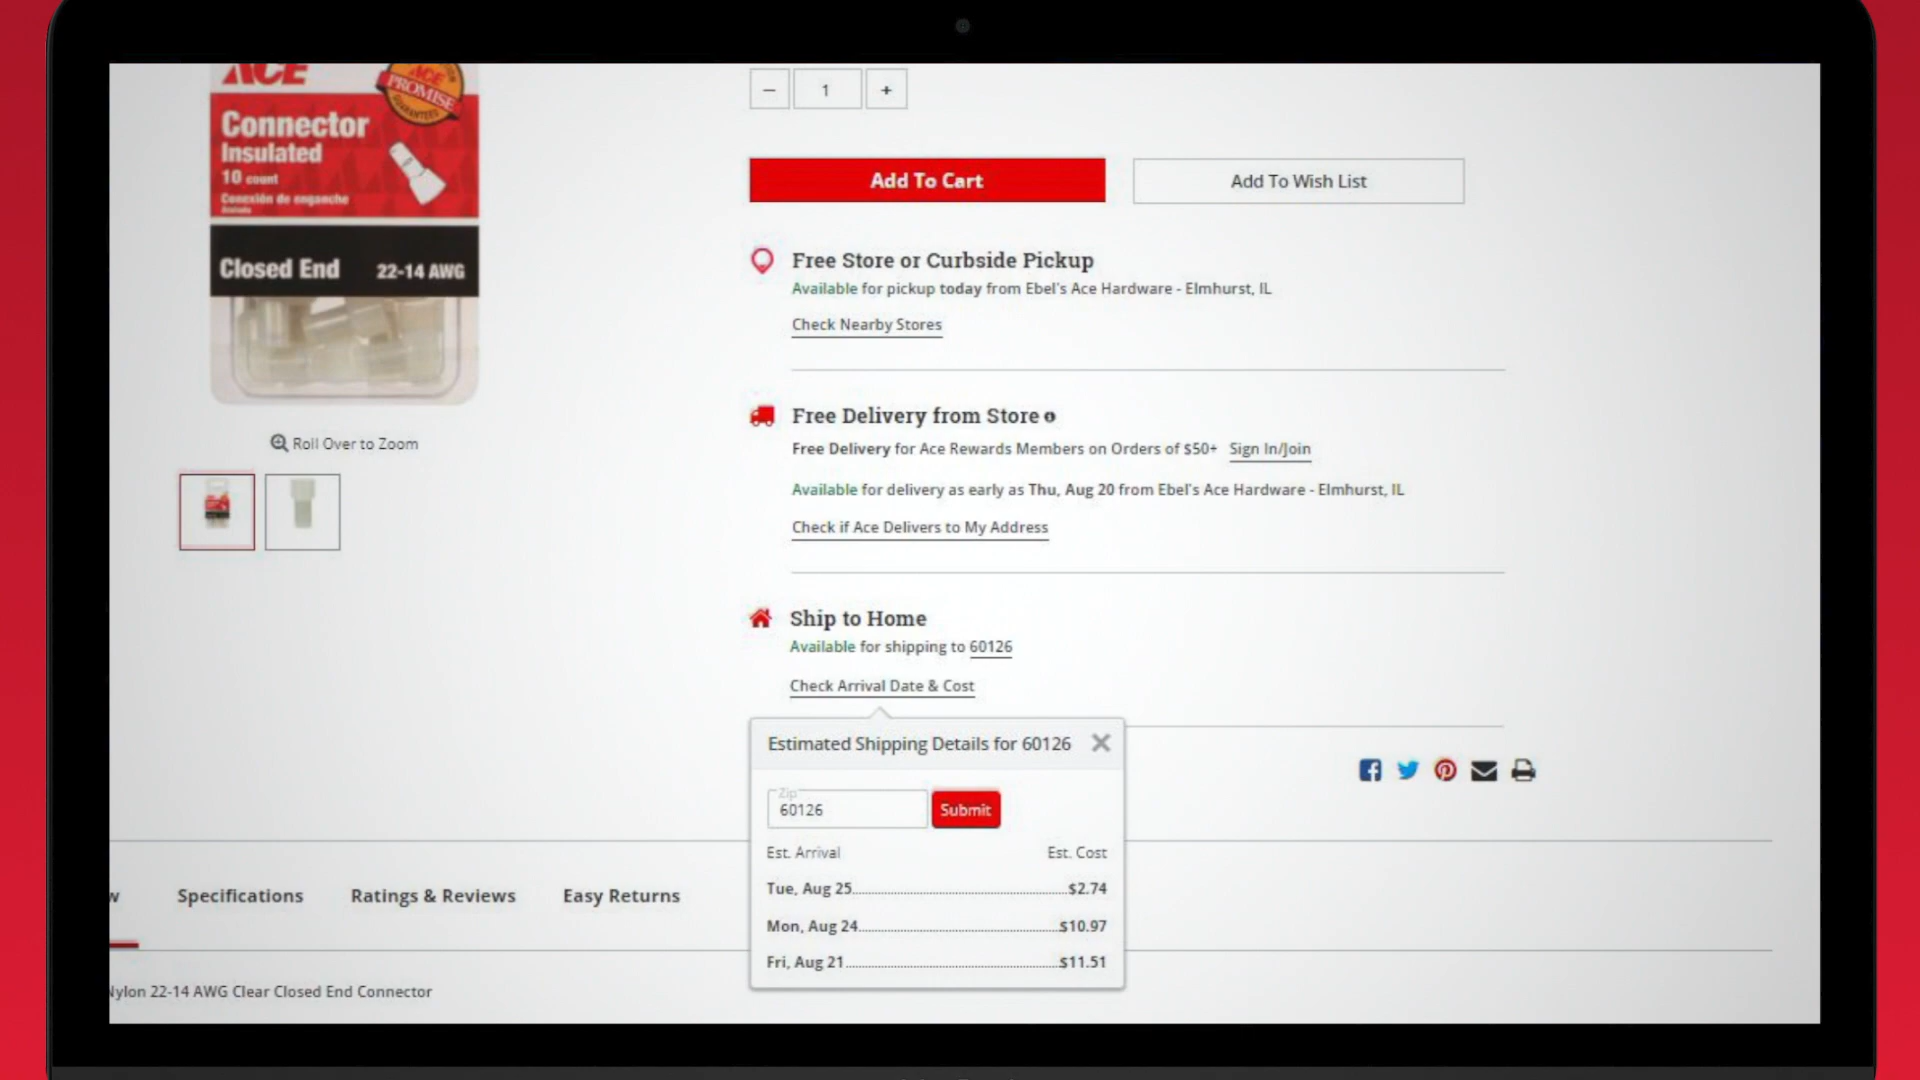 ACE
ACE
PROMISE
Connector
Insulated
10 count
Conexión de enganche
Closed End 22-14 AWG
Roll Over to Zoom
− 1 +
Add To Cart
Add To Wish List
Free Store or Curbside Pickup
Available for pickup today from Ebel's Ace Hardware - Elmhurst, IL
Check Nearby Stores
Free Delivery from Store
Free Delivery for Ace Rewards Members on Orders of $50+ Sign In/Join
Available for delivery as early as Thu, Aug 20 from Ebel's Ace Hardware - Elmhurst, IL
Check if Ace Delivers to My Address
Ship to Home
Available for shipping to 60126
Check Arrival Date & Cost
Estimated Shipping Details for 60126
Zip
60126
Submit
Est. Arrival Est. Cost
Tue, Aug 25 $2.74
Mon, Aug 24 $10.97
Fri, Aug 21 $11.51
w Specifications Ratings & Reviews Easy Returns
Nylon 22-14 AWG Clear Closed End Connector